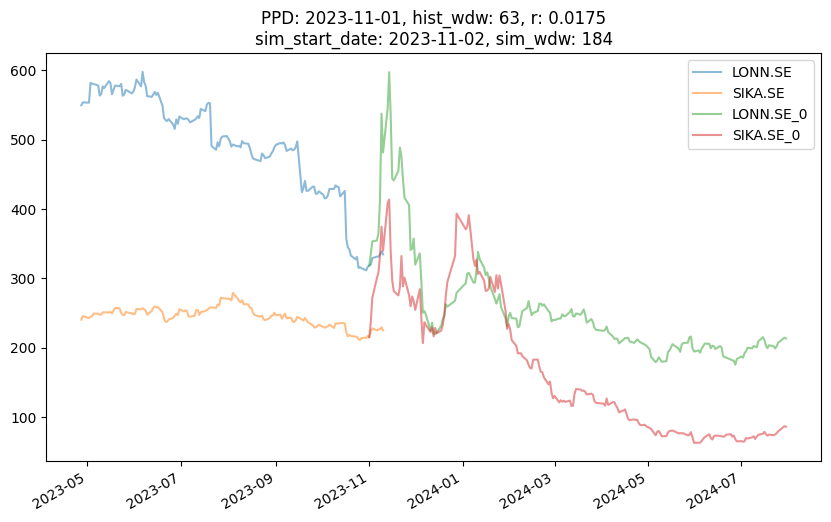 PPD: 2023-11-01, hist_wdw: 63, r: 0.0175
sim_start_date: 2023-11-02, sim_wdw: 184
LONN.SE
SIKA.SE
LONN.SE_0
SIKA.SE_0
600
500
400
300
200
100
2023-05
2023-07
2023-09
2023-11
2024-01
2024-03
2024-05
2024-07